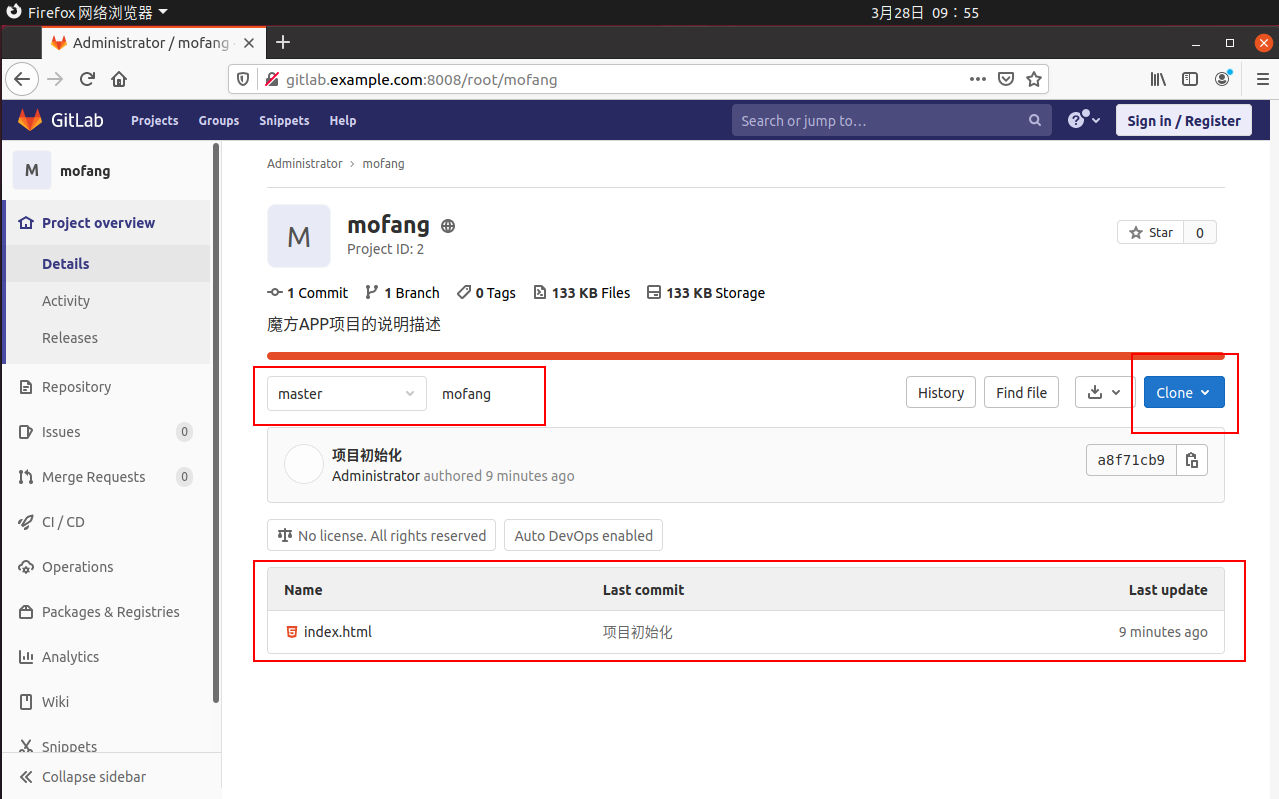 Firefox 网络浏览器 3月28日 09：55
Administrator / mofang
gitlab.example.com:8008/root/mofang
GitLab Projects Groups Snippets Help Search or jump to… ? Sign in / Register
M mofang
Project overview
Details
Activity
Releases
Repository
Issues 0
Merge Requests 0
CI / CD
Operations
Packages & Registries
Analytics
Wiki
Snippets
Collapse sidebar
Administrator › mofang
M
mofang
Project ID: 2
Star 0
1 Commit 1 Branch 0 Tags 133 KB Files 133 KB Storage
魔方APP项目的说明描述
master mofang History Find file Clone
项目初始化
Administrator authored 9 minutes ago
a8f71cb9
No license. All rights reserved Auto DevOps enabled
Name Last commit Last update
index.html 项目初始化 9 minutes ago